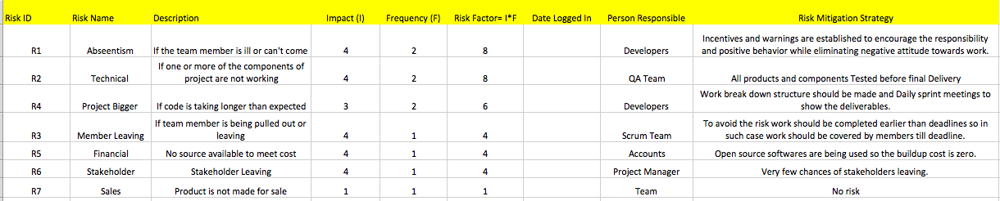 Risk ID Risk Name Description Impact (I) Frequency (F) Risk Factor= I*F Date Logged In Person Responsible Risk Mitigation Strategy
R1 Abseentism If the team member is ill or can't come 4 2 8 Developers Incentives and warnings are established to encourage the responsibility
and positive behavior while eliminating negative attitude towards work.
R2 Technical If one or more of the components of
project are not working 4 2 8 QA Team All products and components Tested before final Delivery
R4 Project Bigger If code is taking longer than expected 3 2 6 Developers Work break down structure should be made and Daily sprint meetings to
show the deliverables.
R3 Member Leaving If team member is being pulled out or
leaving 4 1 4 Scrum Team To avoid the risk work should be completed earlier than deadlines so in
such case work should be covered by members till deadline.
R5 Financial No source available to meet cost 4 1 4 Accounts Open source softwares are being used so the buildup cost is zero.
R6 Stakeholder Stakeholder Leaving 4 1 4 Project Manager Very few chances of stakeholders leaving.
R7 Sales Product is not made for sale 1 1 1 Team No risk